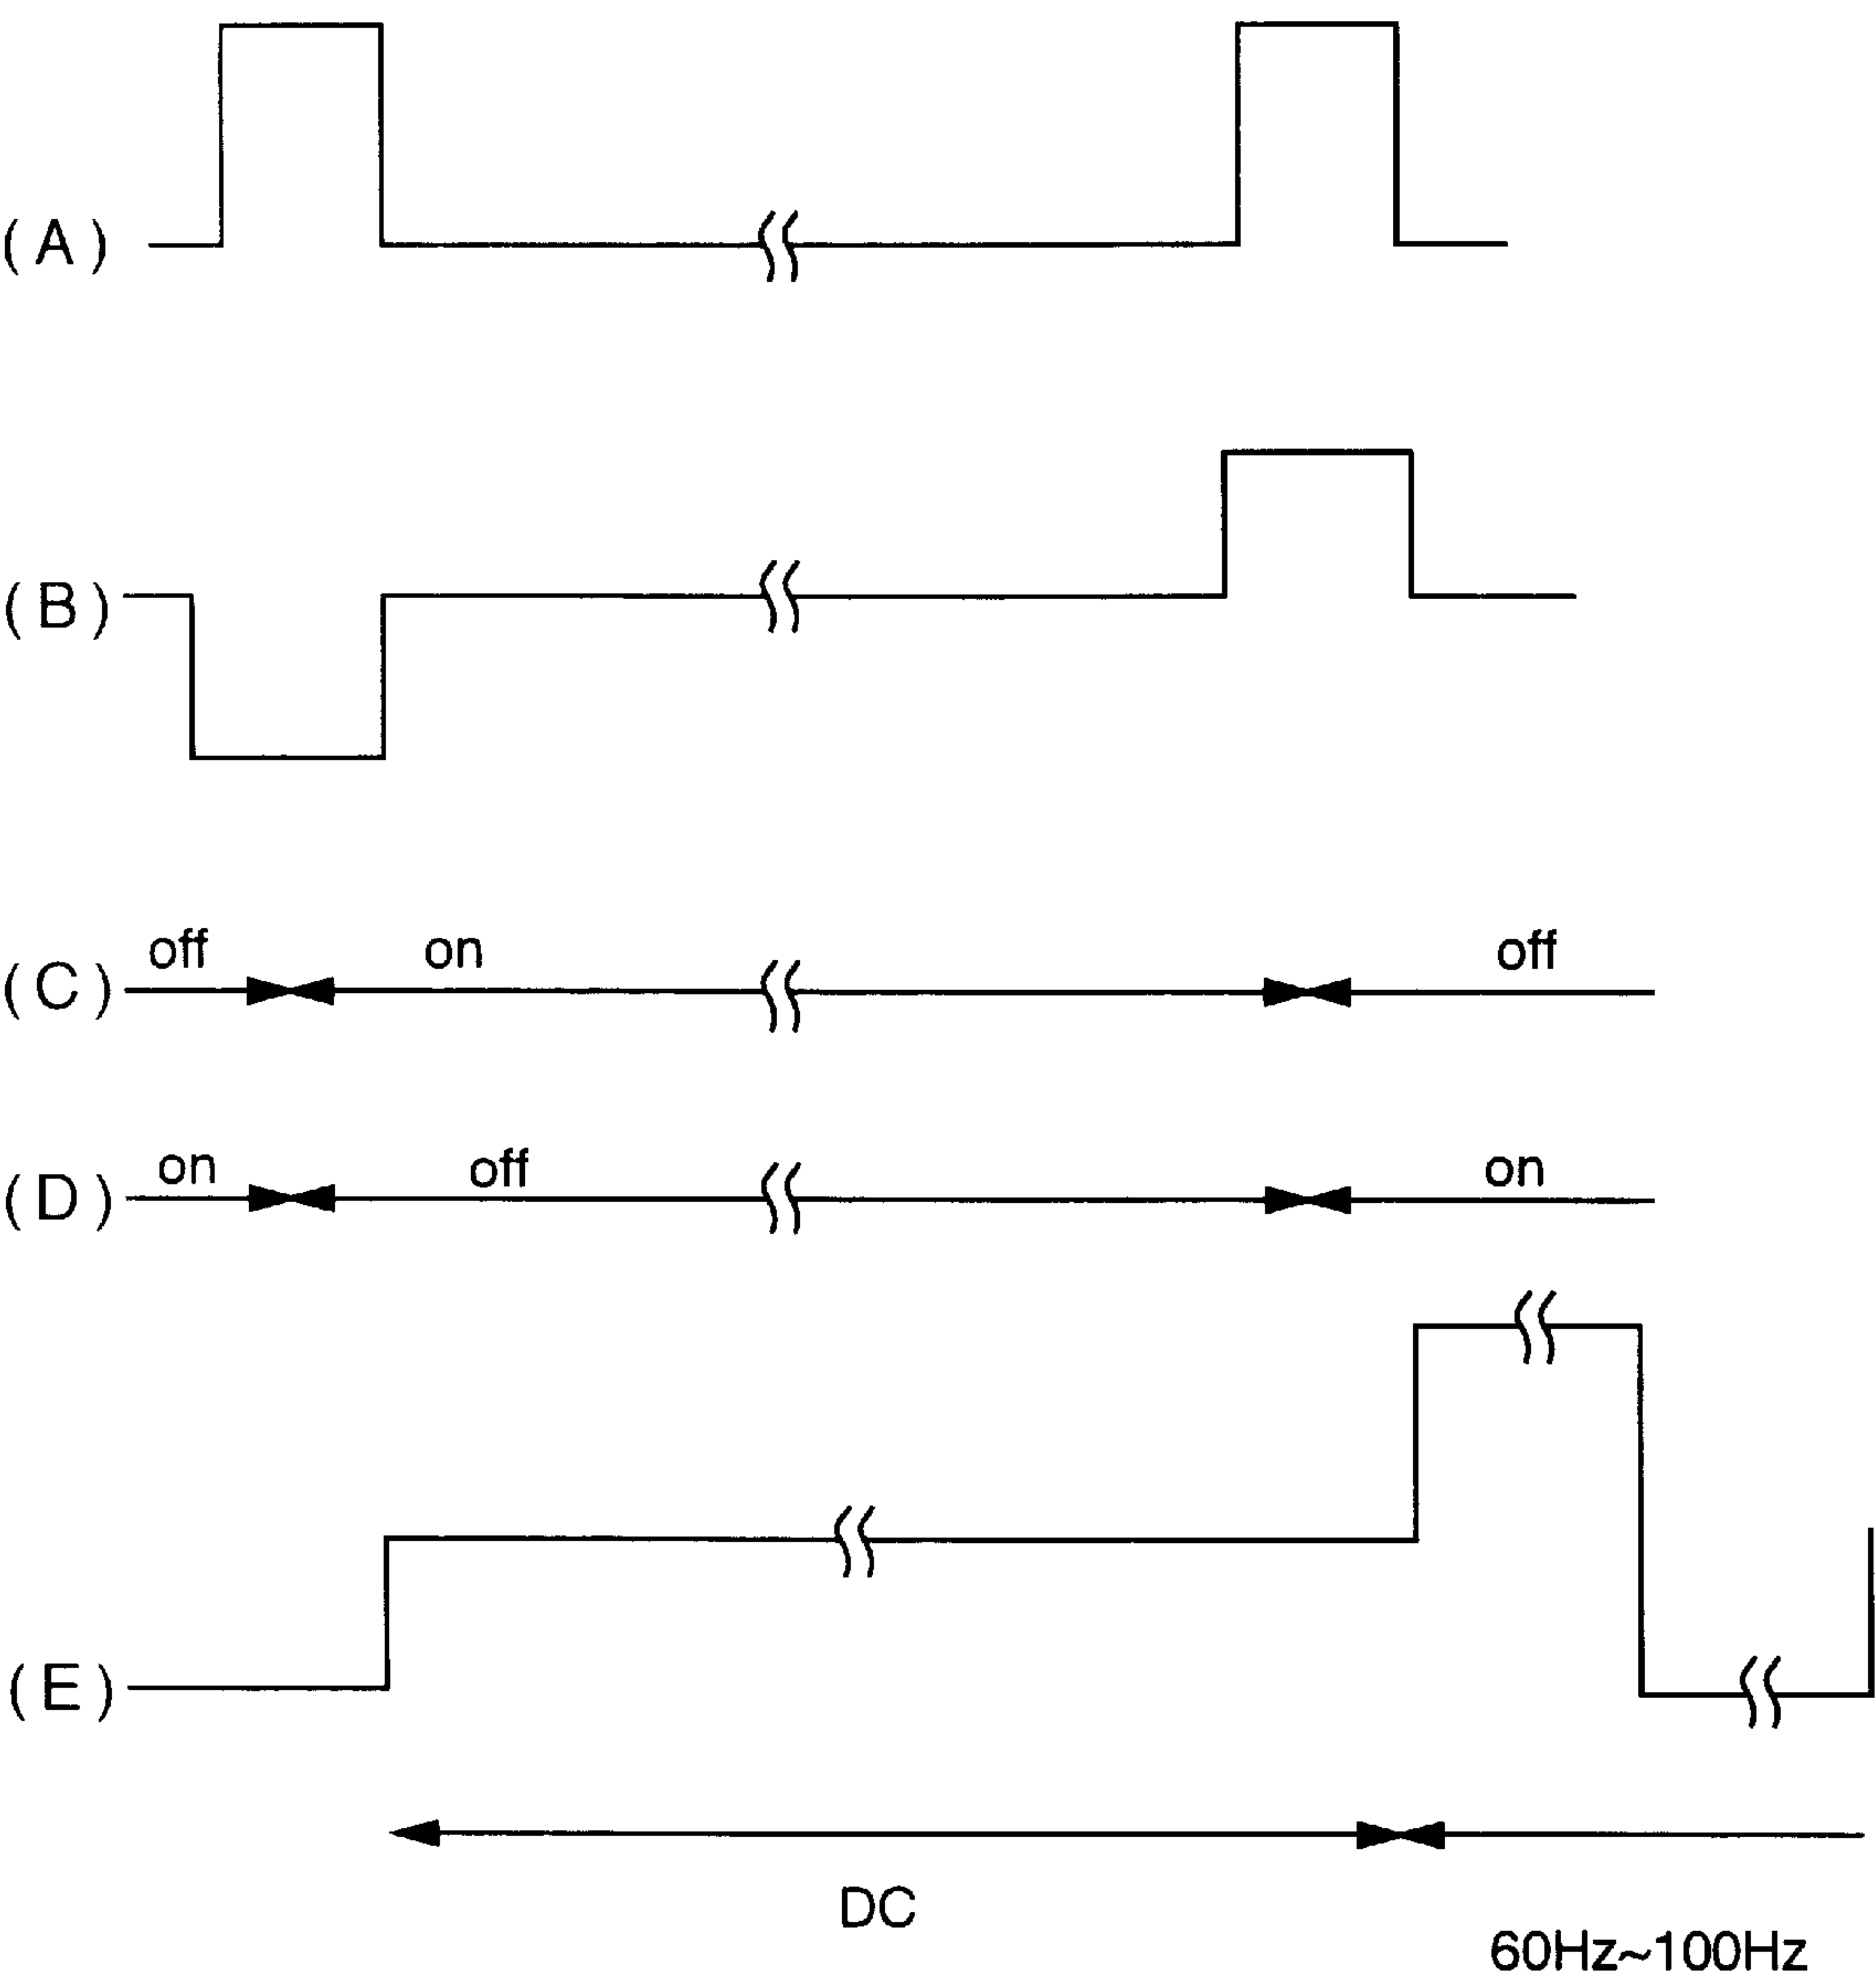 (A)
(B)
off on off
(C)
on off on
(D)
(E)
DC
60Hz~100Hz